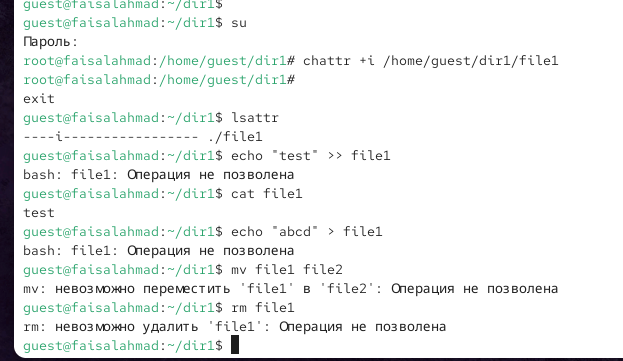 guest@faisalahmad:~/dir1$
guest@faisalahmad:~/dir1$ su
Пароль:
root@faisalahmad:/home/guest/dir1# chattr +i /home/guest/dir1/file1
root@faisalahmad:/home/guest/dir1#
exit
guest@faisalahmad:~/dir1$ lsattr
----i----------------- ./file1
guest@faisalahmad:~/dir1$ echo "test" >> file1
bash: file1: Операция не позволена
guest@faisalahmad:~/dir1$ cat file1
test
guest@faisalahmad:~/dir1$ echo "abcd" > file1
bash: file1: Операция не позволена
guest@faisalahmad:~/dir1$ mv file1 file2
mv: невозможно переместить 'file1' в 'file2': Операция не позволена
guest@faisalahmad:~/dir1$ rm file1
rm: невозможно удалить 'file1': Операция не позволена
guest@faisalahmad:~/dir1$